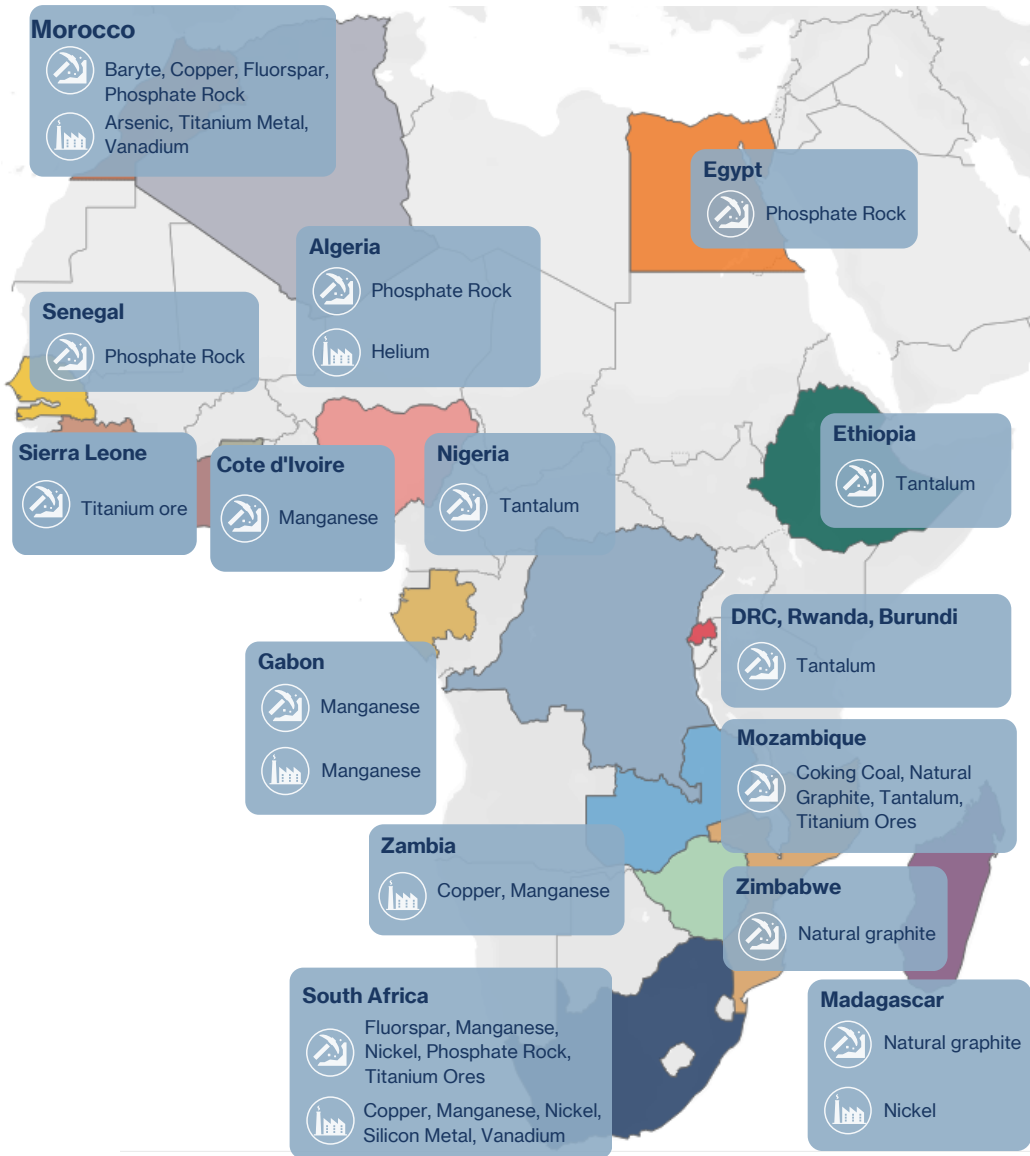 Morocco
Baryte, Copper, Fluorspar,
Phosphate Rock
Arsenic, Titanium Metal,
Vanadium
Egypt
Phosphate Rock
Algeria
Phosphate Rock
Helium
Senegal
Phosphate Rock
Sierra Leone
Titanium ore
Cote d'Ivoire
Manganese
Nigeria
Tantalum
Ethiopia
Tantalum
DRC, Rwanda, Burundi
Tantalum
Gabon
Manganese
Manganese
Mozambique
Coking Coal, Natural
Graphite, Tantalum,
Titanium Ores
Zambia
Copper, Manganese
Zimbabwe
Natural graphite
South Africa
Fluorspar, Manganese,
Nickel, Phosphate Rock,
Titanium Ores
Copper, Manganese, Nickel,
Silicon Metal, Vanadium
Madagascar
Natural graphite
Nickel